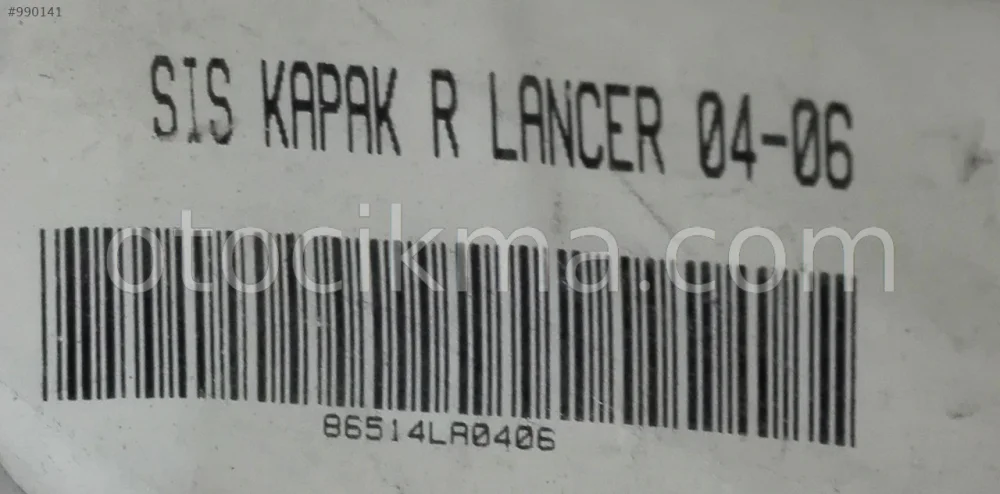 #990141
SIS KAPAK R LANCER 04-06
otocikma.com
86514LA0406